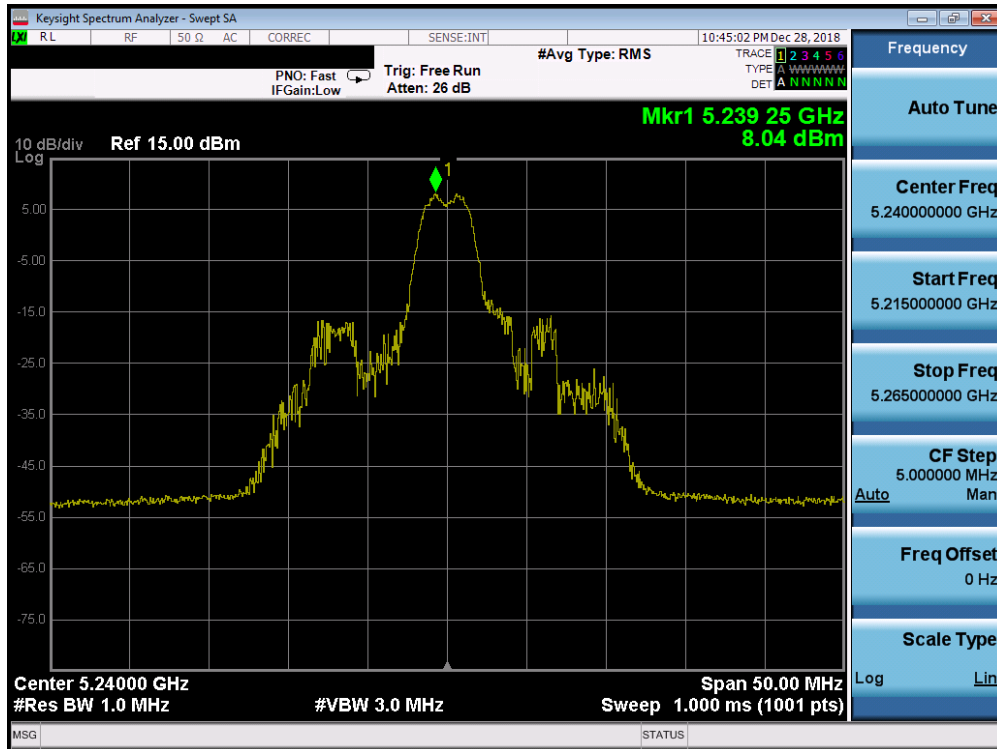 Keysight Spectrum Analyzer - Swept SA
LXI RL RF 50 Ω AC CORREC SENSE:INT 10:45:02 PM Dec 28, 2018
#Avg Type: RMS
TRACE 1 2 3 4 5 6
TYPE A WWWWW
DET A N N N N N
PNO: Fast
IFGain:Low
Trig: Free Run
Atten: 26 dB
Mkr1 5.239 25 GHz
8.04 dBm
10 dB/div
Log
Ref 15.00 dBm
1
5.00
-5.00
-15.0
-25.0
-35.0
-45.0
-55.0
-65.0
-75.0
Center 5.24000 GHz
Span 50.00 MHz
#Res BW 1.0 MHz
#VBW 3.0 MHz
Sweep 1.000 ms (1001 pts)
MSG
STATUS
Frequency
Auto Tune
Center Freq
5.240000000 GHz
Start Freq
5.215000000 GHz
Stop Freq
5.265000000 GHz
CF Step
5.000000 MHz
Auto Man
Freq Offset
0 Hz
Scale Type
Log Lin